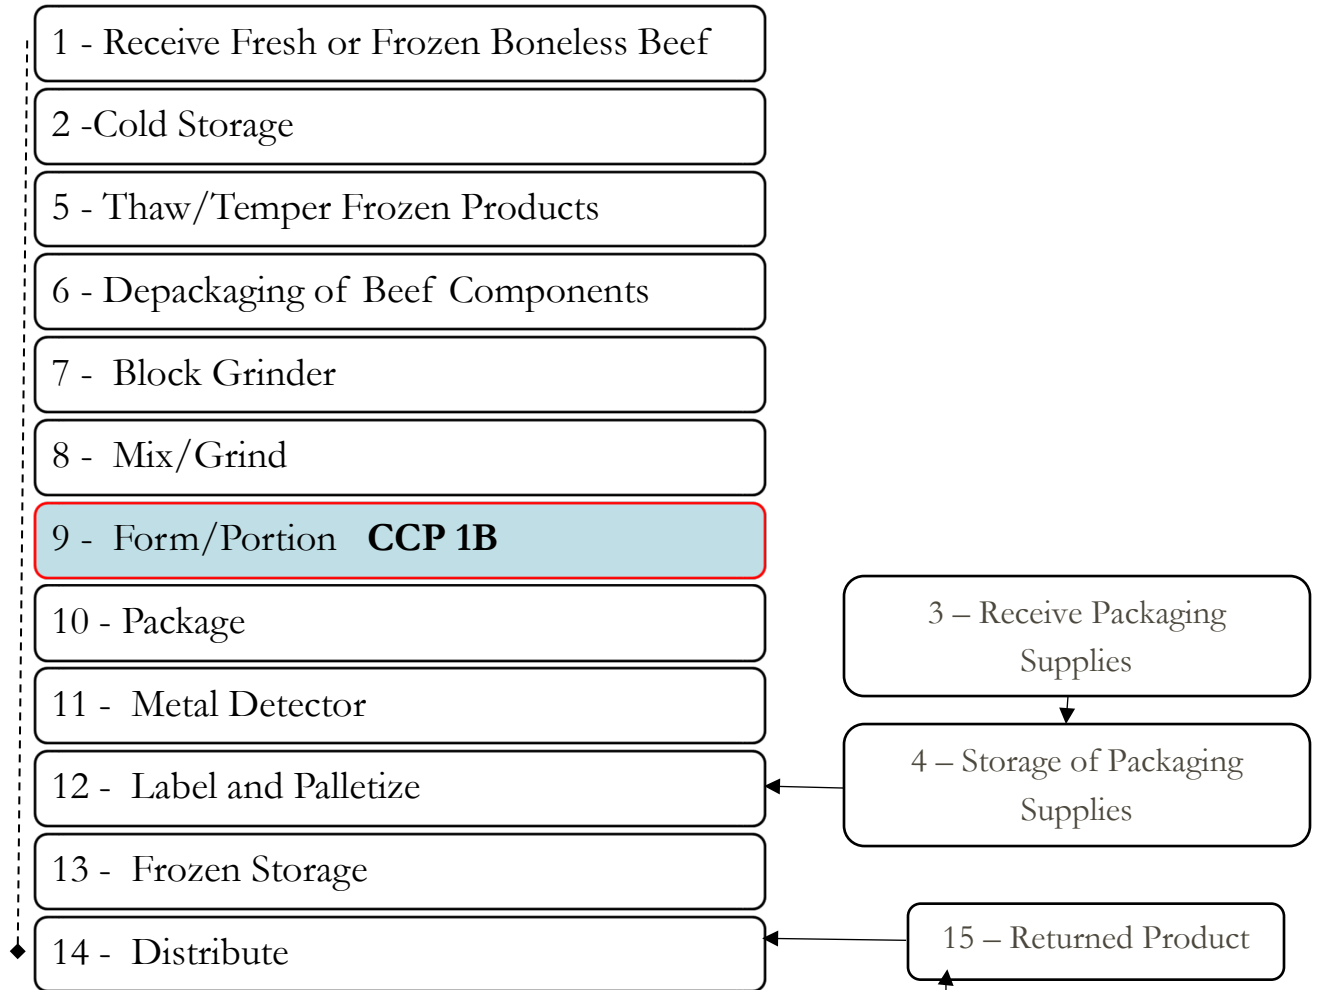 1 - Receive Fresh or Frozen Boneless Beef
2 -Cold Storage
5 - Thaw/Temper Frozen Products
6 - Depackaging of Beef Components
7 - Block Grinder
8 - Mix/Grind
9 - Form/Portion CCP 1B
10 - Package
11 - Metal Detector
12 - Label and Palletize
13 - Frozen Storage
14 - Distribute
3 – Receive Packaging
Supplies
4 – Storage of Packaging
Supplies
15 – Returned Product